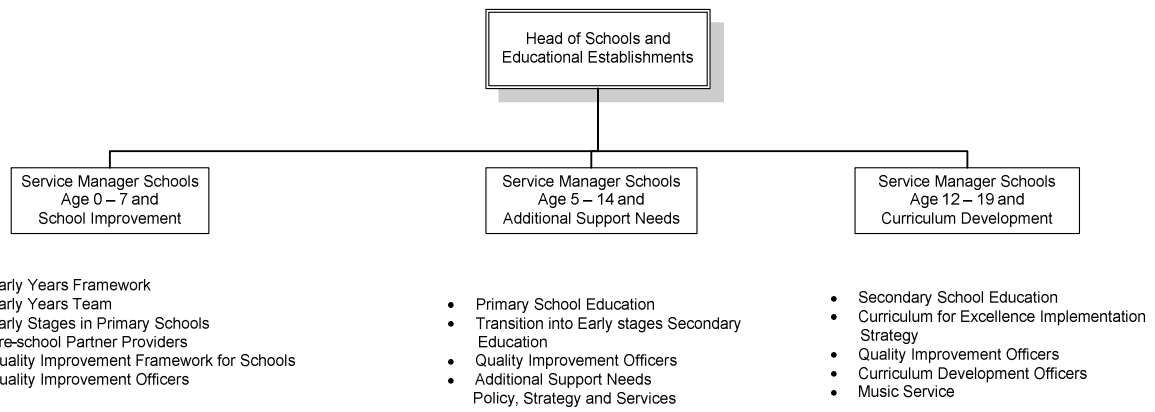 Head of Schools and
Educational Establishments
Service Manager Schools
Age 0 – 7 and
School Improvement
Service Manager Schools
Age 5 – 14 and
Additional Support Needs
Service Manager Schools
Age 12 – 19 and
Curriculum Development
arly Years Framework
arly Years Team
arly Stages in Primary Schools
re-school Partner Providers
uality Improvement Framework for Schools
uality Improvement Officers
• Primary School Education
• Transition into Early stages Secondary
Education
• Quality Improvement Officers
• Additional Support Needs
Policy, Strategy and Services
• Secondary School Education
• Curriculum for Excellence Implementation
Strategy
• Quality Improvement Officers
• Curriculum Development Officers
• Music Service